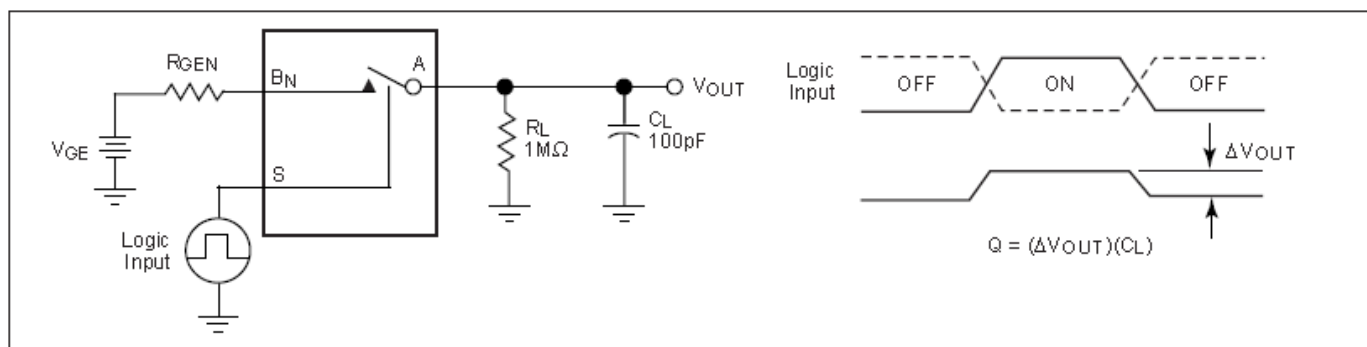 RGEN
BN
A
VOUT
VGE
RL
1MΩ
CL
100pF
S
Logic
Input
Logic
Input
OFF
ON
OFF
ΔVOUT
Q = (ΔVOUT)(CL)